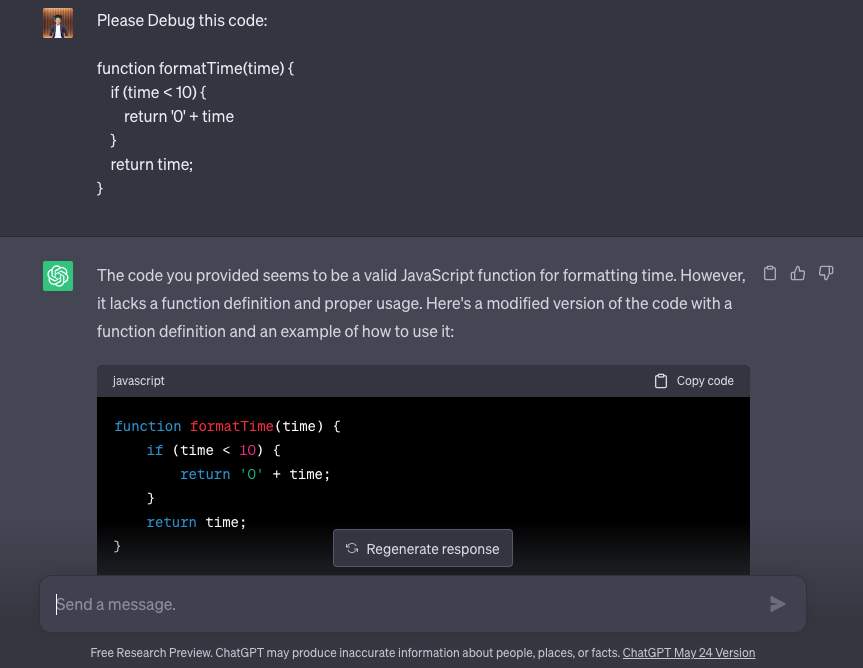 Please Debug this code:
function formatTime(time) {
if (time < 10) {
return '0' + time
}
return time;
}
The code you provided seems to be a valid JavaScript function for formatting time. However,
it lacks a function definition and proper usage. Here's a modified version of the code with a
function definition and an example of how to use it:
javascript
Copy code
function formatTime(time) {
if (time < 10) {
return '0' + time;
}
return time;
}
Regenerate response
Send a message.
Free Research Preview. ChatGPT may produce inaccurate information about people, places, or facts. ChatGPT May 24 Version